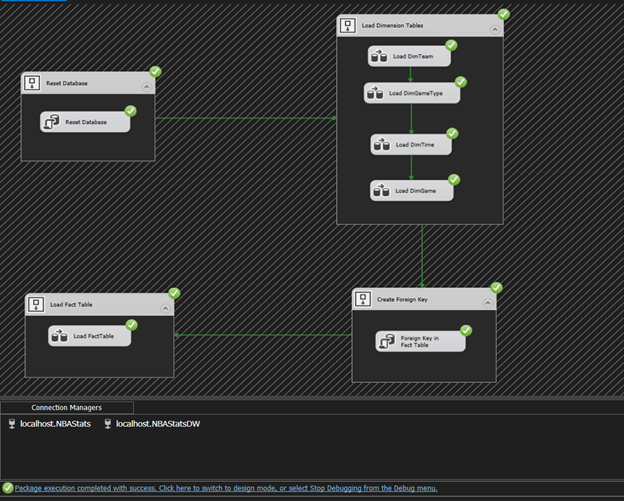 Load Dimension Tables
Load DimTeam
Reset Database
Load DimGameType
Reset Database
Load DimTime
Load DimGame
Load Fact Table
Create Foreign Key
Load FactTable
Foreign Key in
Fact Table
Connection Managers
localhost.NBAStats localhost.NBAStatsDW
Package execution completed with success. Click here to switch to design mode, or select Stop Debugging from the Debug menu.